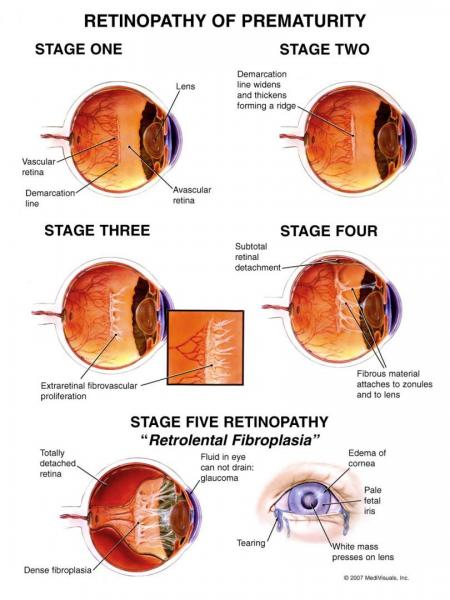 RETINOPATHY OF PREMATURITY
STAGE ONE
Lens
Vascular
retina
Demarcation
line
Avascular
retina
STAGE TWO
Demarcation
line widens
and thickens
forming a ridge
STAGE THREE
Extraretinal fibrovascular
proliferation
STAGE FOUR
Subtotal
retinal
detachment
Fibrous material
attaches to zonules
and to lens
STAGE FIVE RETINOPATHY
“Retrolental Fibroplasia”
Totally
detached
retina
Fluid in eye
can not drain:
glaucoma
Dense fibroplasia
Edema of
cornea
Pale
fetal
iris
Tearing
White mass
presses on lens
© 2007 MediVisuals, Inc.